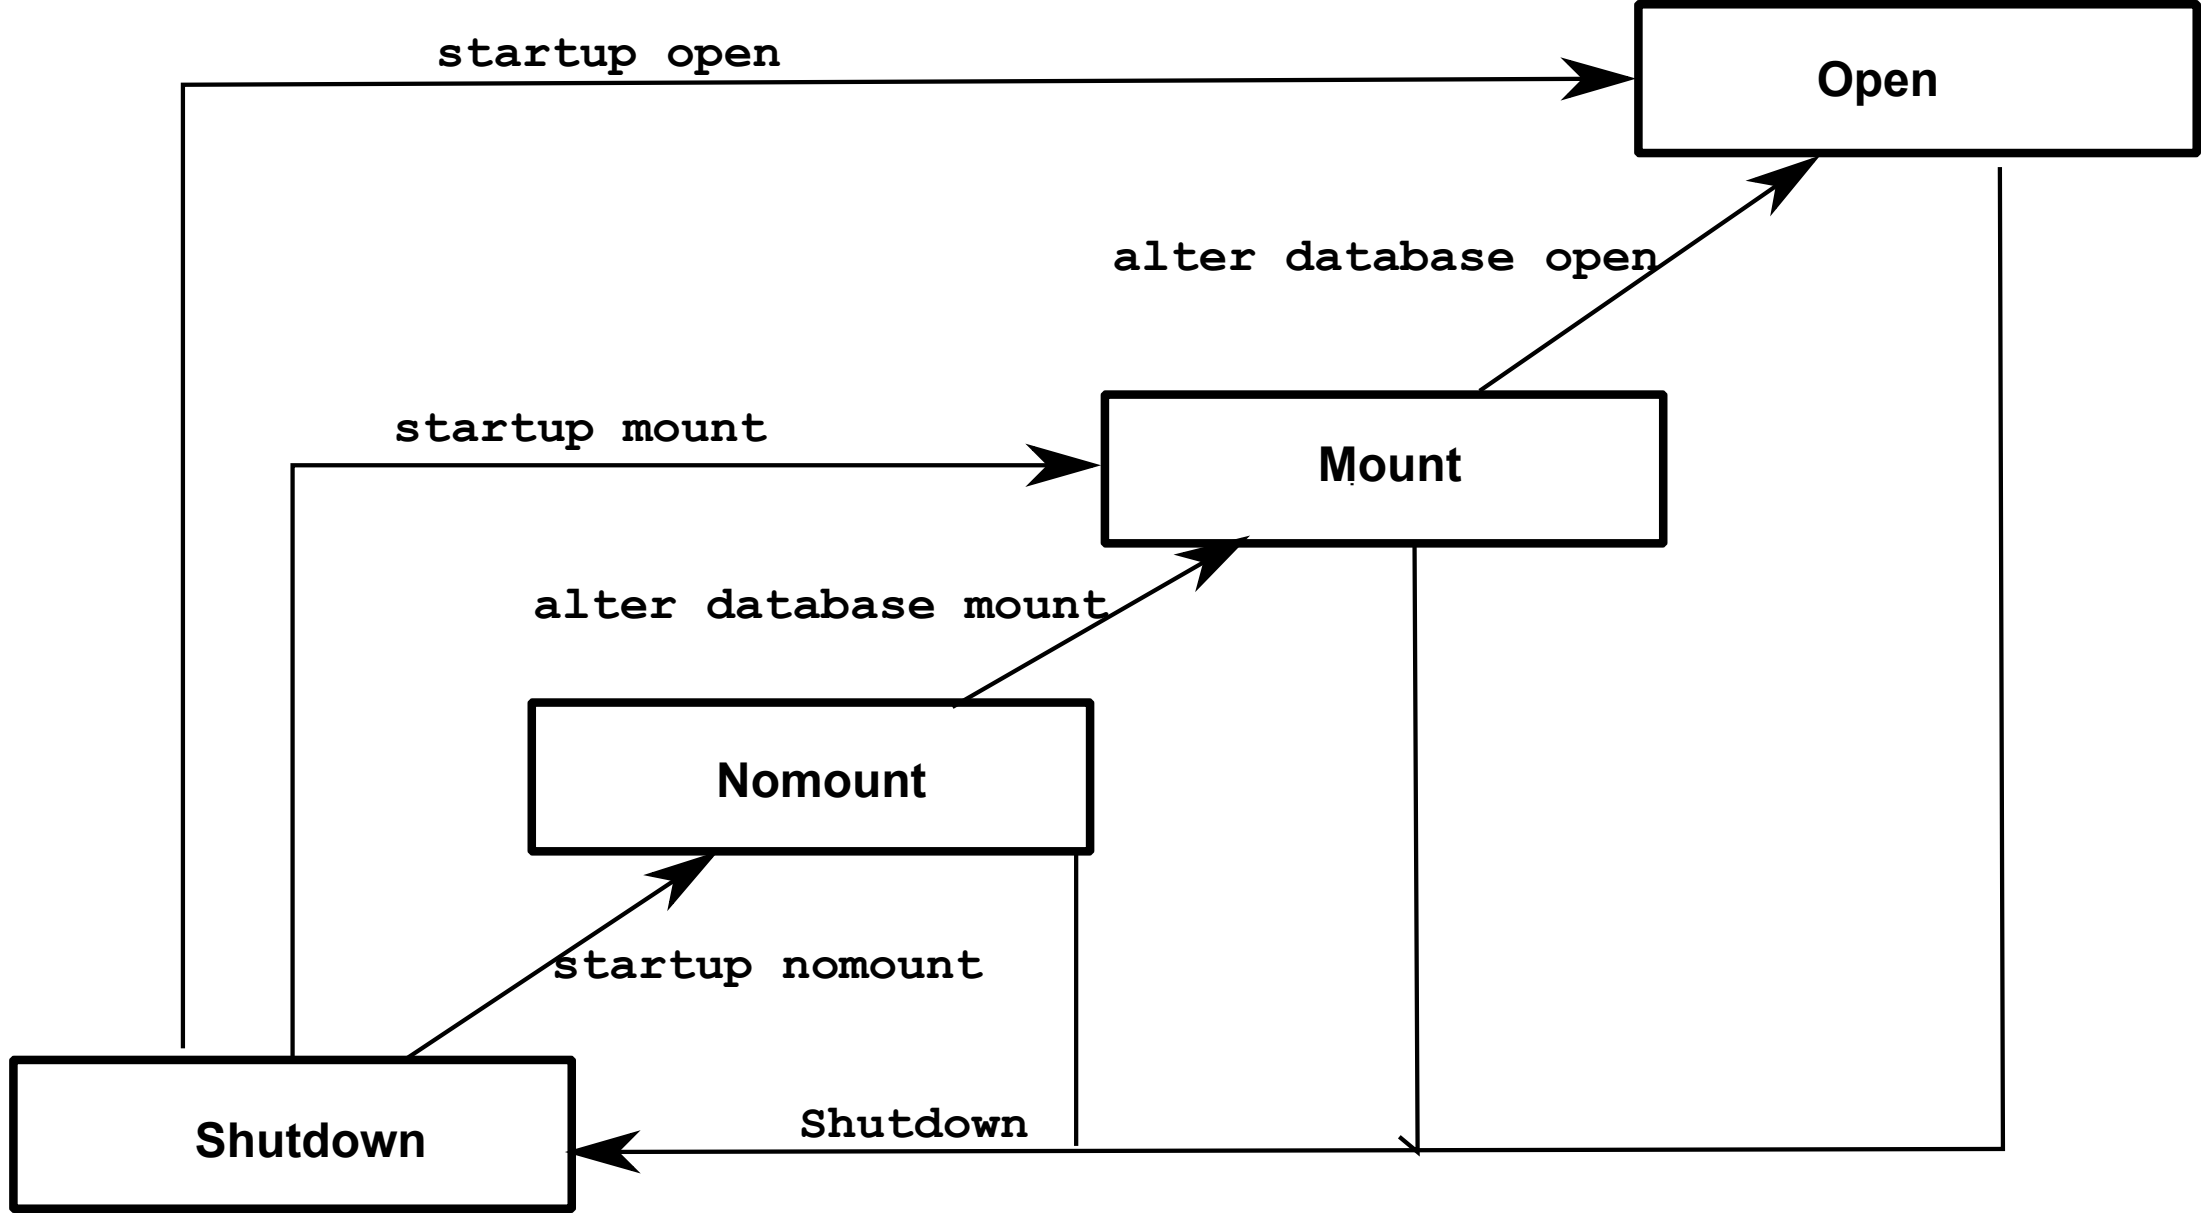 startup open
Open
alter database open
startup mount
Mount
alter database mount
Nomount
startup nomount
Shutdown
Shutdown